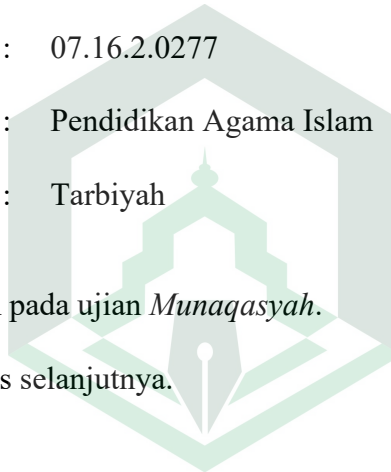 : 07.16.2.0277
: Pendidikan Agama Islam
: Tarbiyah
pada ujian Munaqasyah.
selanjutnya.